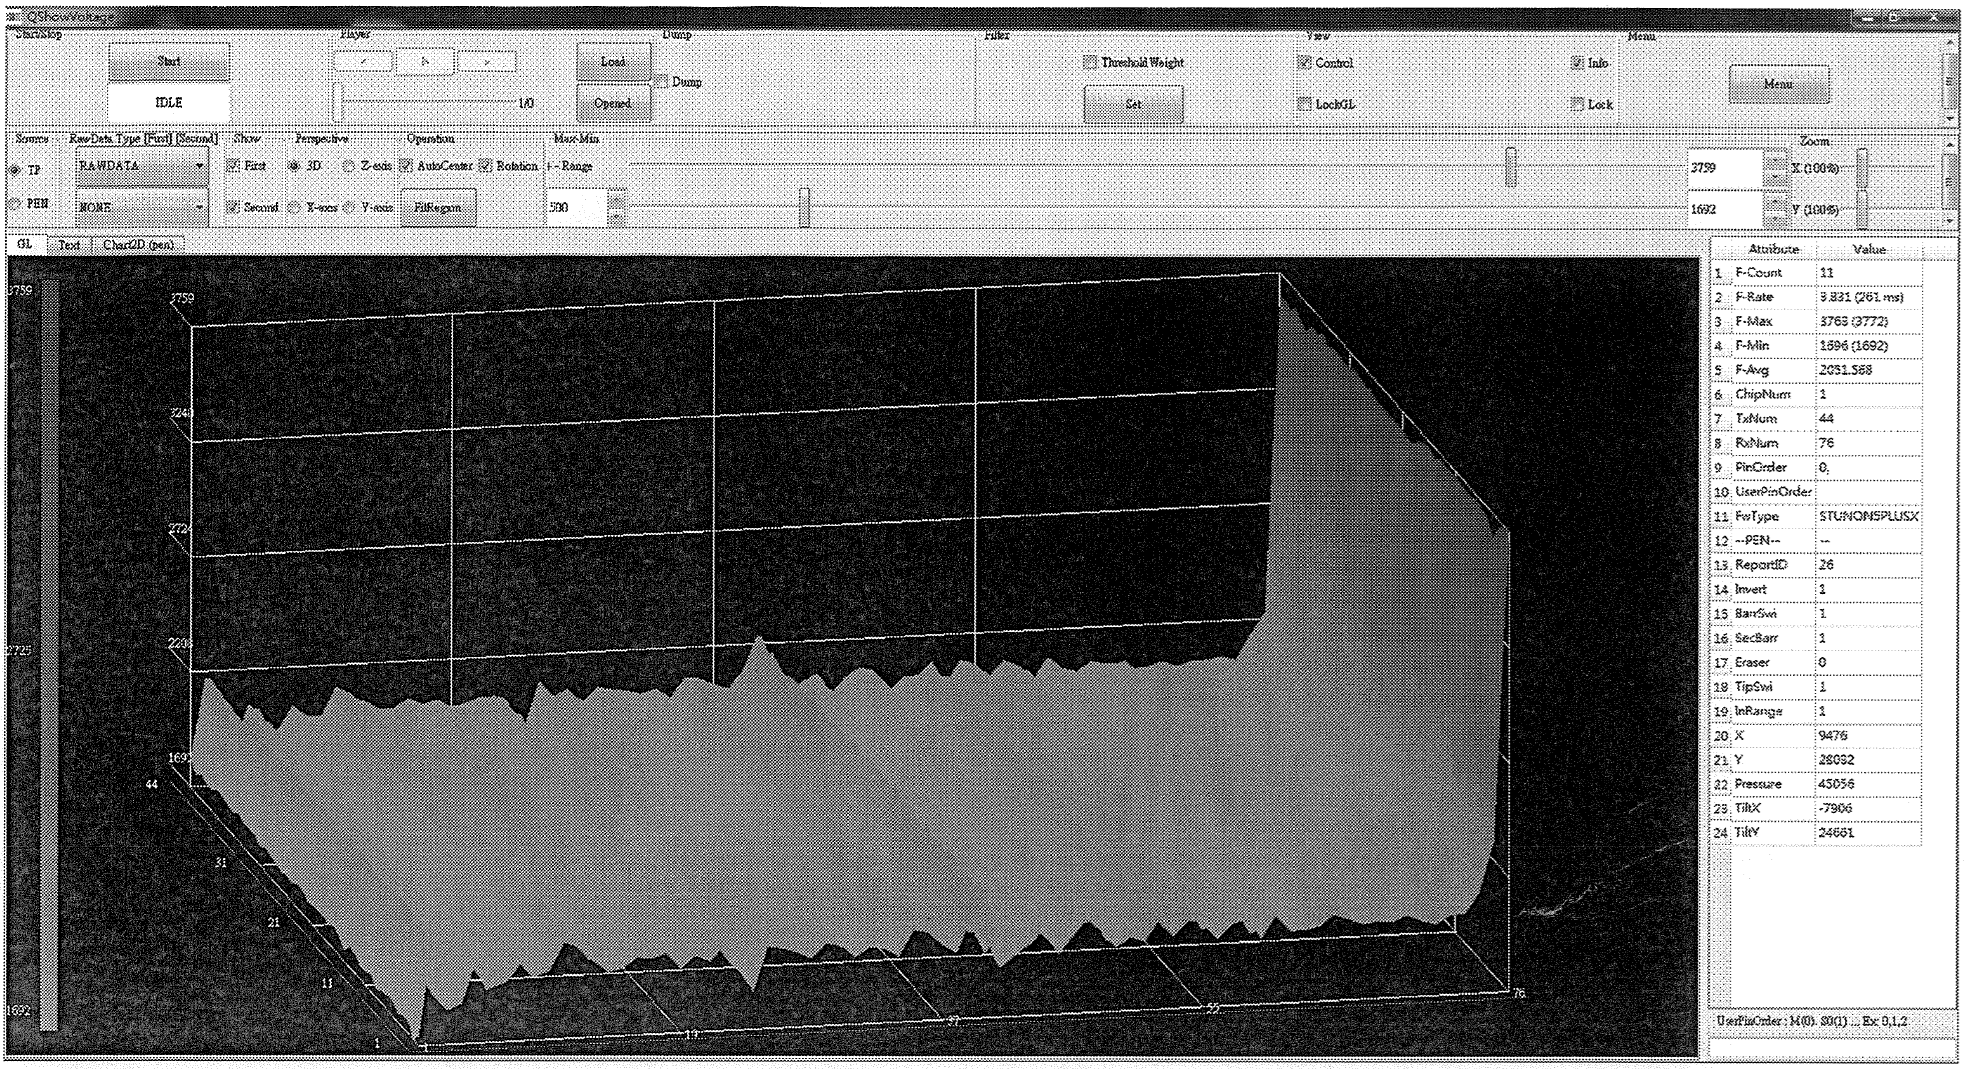 QShowVoltage
Start/Stop Player Dump Filter View Menu
Start < > Load Dump Threshold Weight Control Info Menu
IDLE 1/0 Opened Set LockGL Lock
Source RawData Type [First] [Second] Show Perspective Operation Max-Min Zoom
TP RAWDATA First 3D Z-axis AutoCenter Rotation +- Range 3759 X (100%)
PEN NONE Second X-axis Y-axis FilRegion 500 1692 Y (100%)
GL Text Chart2D (pen)
Attribute Value
1 F-Count 11
2 F-Rate 3.831 (261 ms)
3 F-Max 3763 (3772)
4 F-Min 1696 (1692)
5 F-Avg 2031.568
6 ChipNum 1
7 TxNum 44
8 RxNum 76
9 PinOrder 0,
10 UserPinOrder
11 FwType STUNONSPLUSX
12 --PEN-- --
13 ReportID 26
14 Invert 1
15 BarrSwi 1
16 SecBarr 1
17 Eraser 0
18 TipSwi 1
19 InRange 1
20 X 9476
21 Y 28032
22 Pressure 45056
23 TiltX -7906
24 TiltY 24661
UserPinOrder : M(0). S0(1) ... Ex: 0,1,2
3759
2725
1692
3759
3240
2724
2208
1692
44
31
21
11
1
1
19
37
55
76